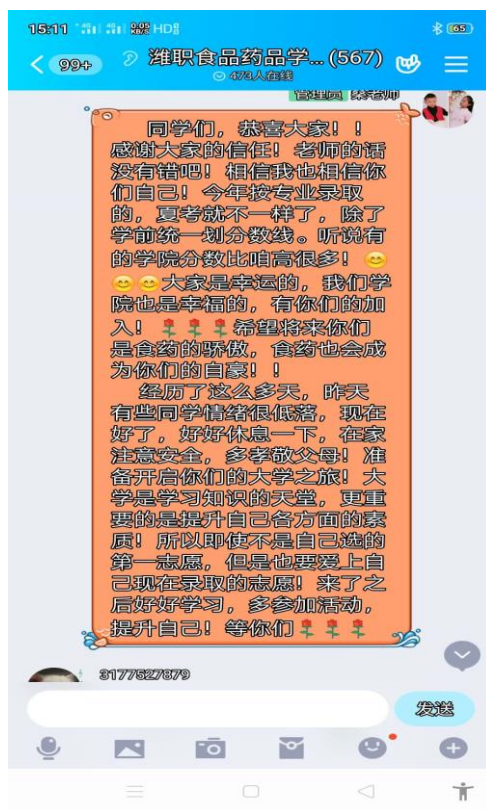 15:11 0.05 KB/S HD 65
99+ 潍职食品药品学...(567)
473人在线
管理员 梁老师
同学们，恭喜大家！！
感谢大家的信任！老师的话
没有错吧！相信我也相信你
们自己！今年按专业录取
的，夏考就不一样了，除了
学前统一划分数线。听说有
的学院分数比咱高很多！😊
😊😊大家是幸运的，我们学
院也是幸福的，有你们的加
入！🌹🌹🌹希望将来你们
是食药的骄傲，食药也会成
为你们的自豪！！
经历了这么多天，昨天
有些同学情绪很低落，现在
好了，好好休息一下，在家
注意安全，多孝敬父母！准
备开启你们的大学之旅！大
学是学习知识的天堂，更重
要的是提升自己各方面的素
质！所以即使不是自己选的
第一志愿，但是也要爱上自
己现在录取的志愿！来了之
后好好学习，多参加活动，
提升自己！等你们🌹🌹🌹
3177527879
发送